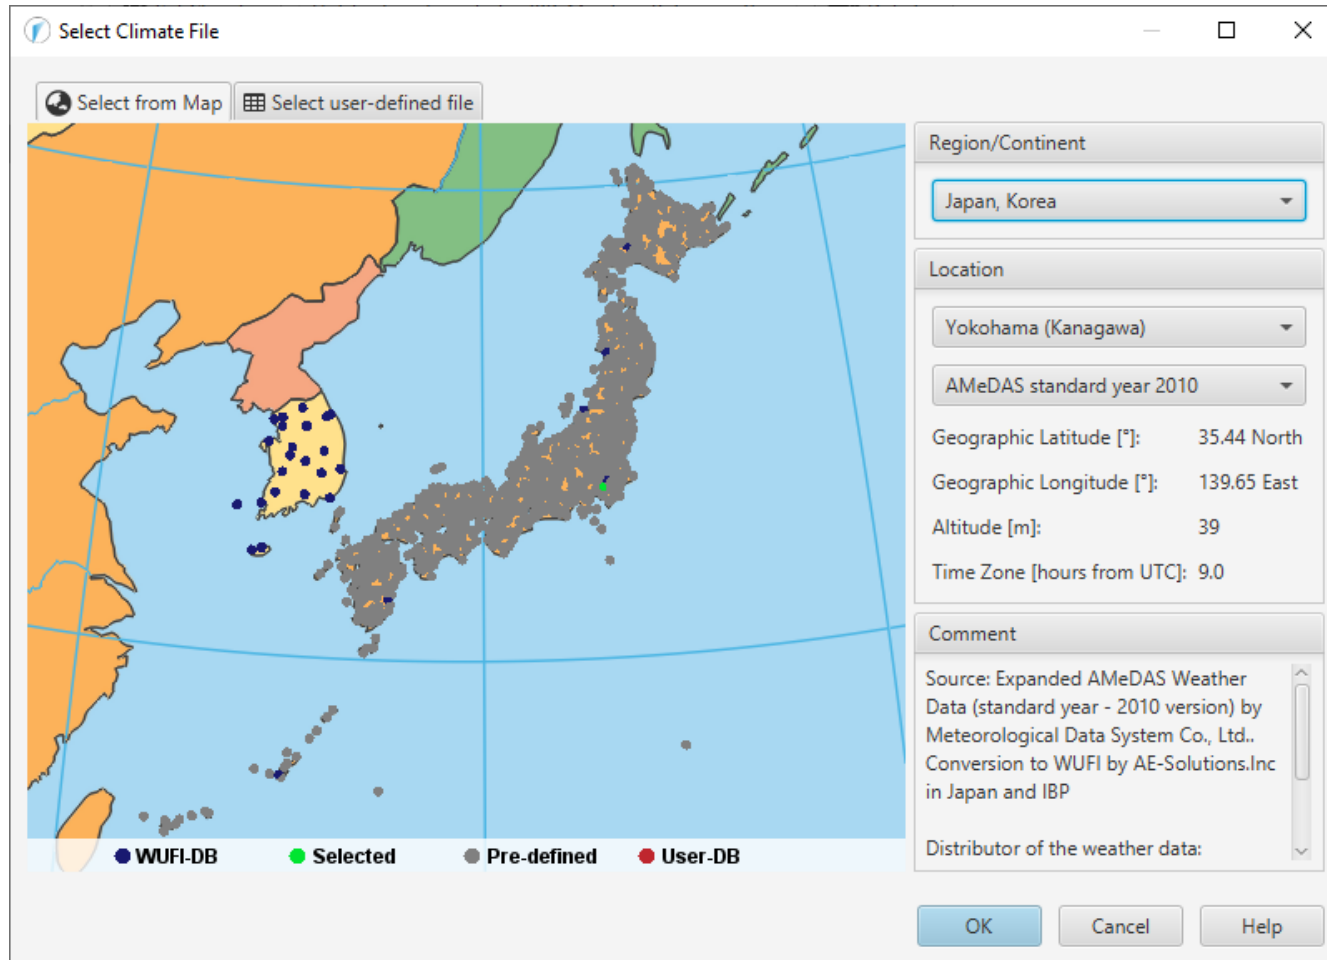 Select Climate File
Select from Map
Select user-defined file
Region/Continent
Japan, Korea
Location
Yokohama (Kanagawa)
AMeDAS standard year 2010
Geographic Latitude [°]: 35.44 North
Geographic Longitude [°]: 139.65 East
Altitude [m]: 39
Time Zone [hours from UTC]: 9.0
Comment
Source: Expanded AMeDAS Weather
Data (standard year - 2010 version) by
Meteorological Data System Co., Ltd..
Conversion to WUFI by AE-Solutions.Inc
in Japan and IBP
Distributor of the weather data:
WUFI-DB
Selected
Pre-defined
User-DB
OK
Cancel
Help